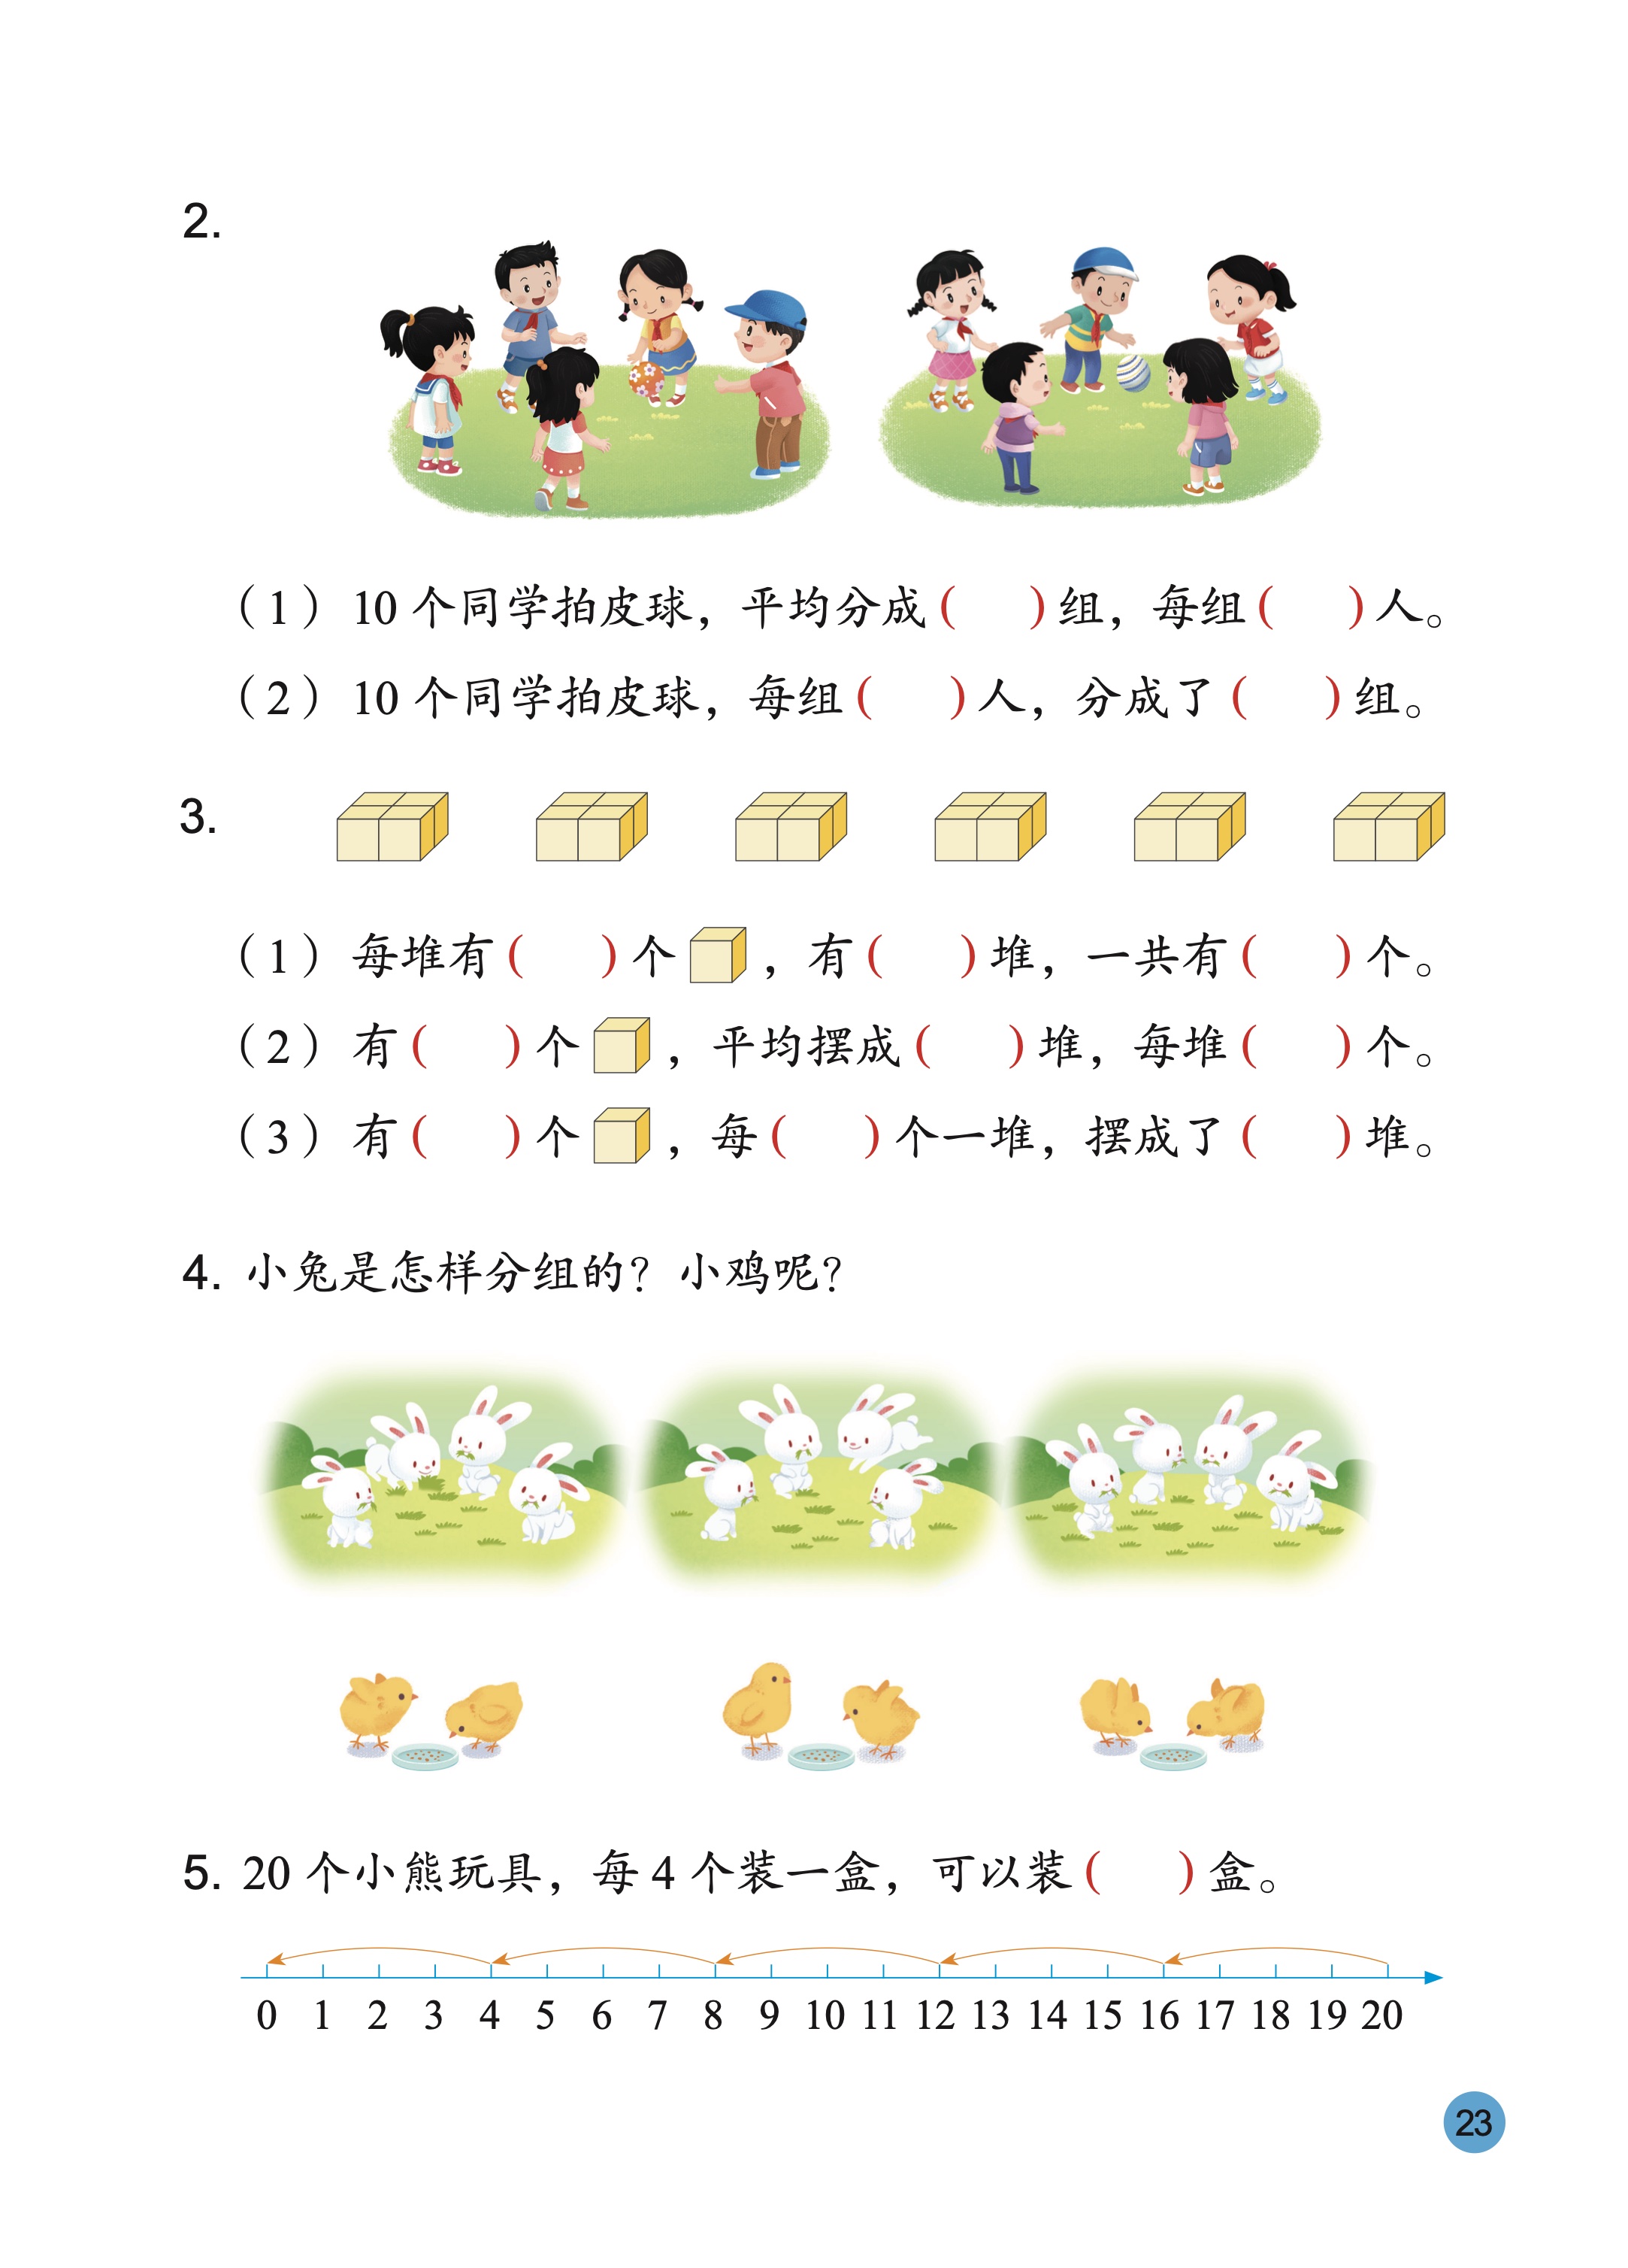 2.
（1）10 个同学拍皮球，平均分成(　)组，每组(　)人。
（2）10 个同学拍皮球，每组(　)人，分成了(　)组。
3.
（1）每堆有(　)个，有(　)堆，一共有(　)个。
（2）有(　)个，平均摆成(　)堆，每堆(　)个。
（3）有(　)个，每(　)个一堆，摆成了(　)堆。
4. 小兔是怎样分组的？小鸡呢？
5. 20 个小熊玩具，每 4 个装一盒，可以装(　)盒。
0 1 2 3 4 5 6 7 8 9 10 11 12 13 14 15 16 17 18 19 20
23